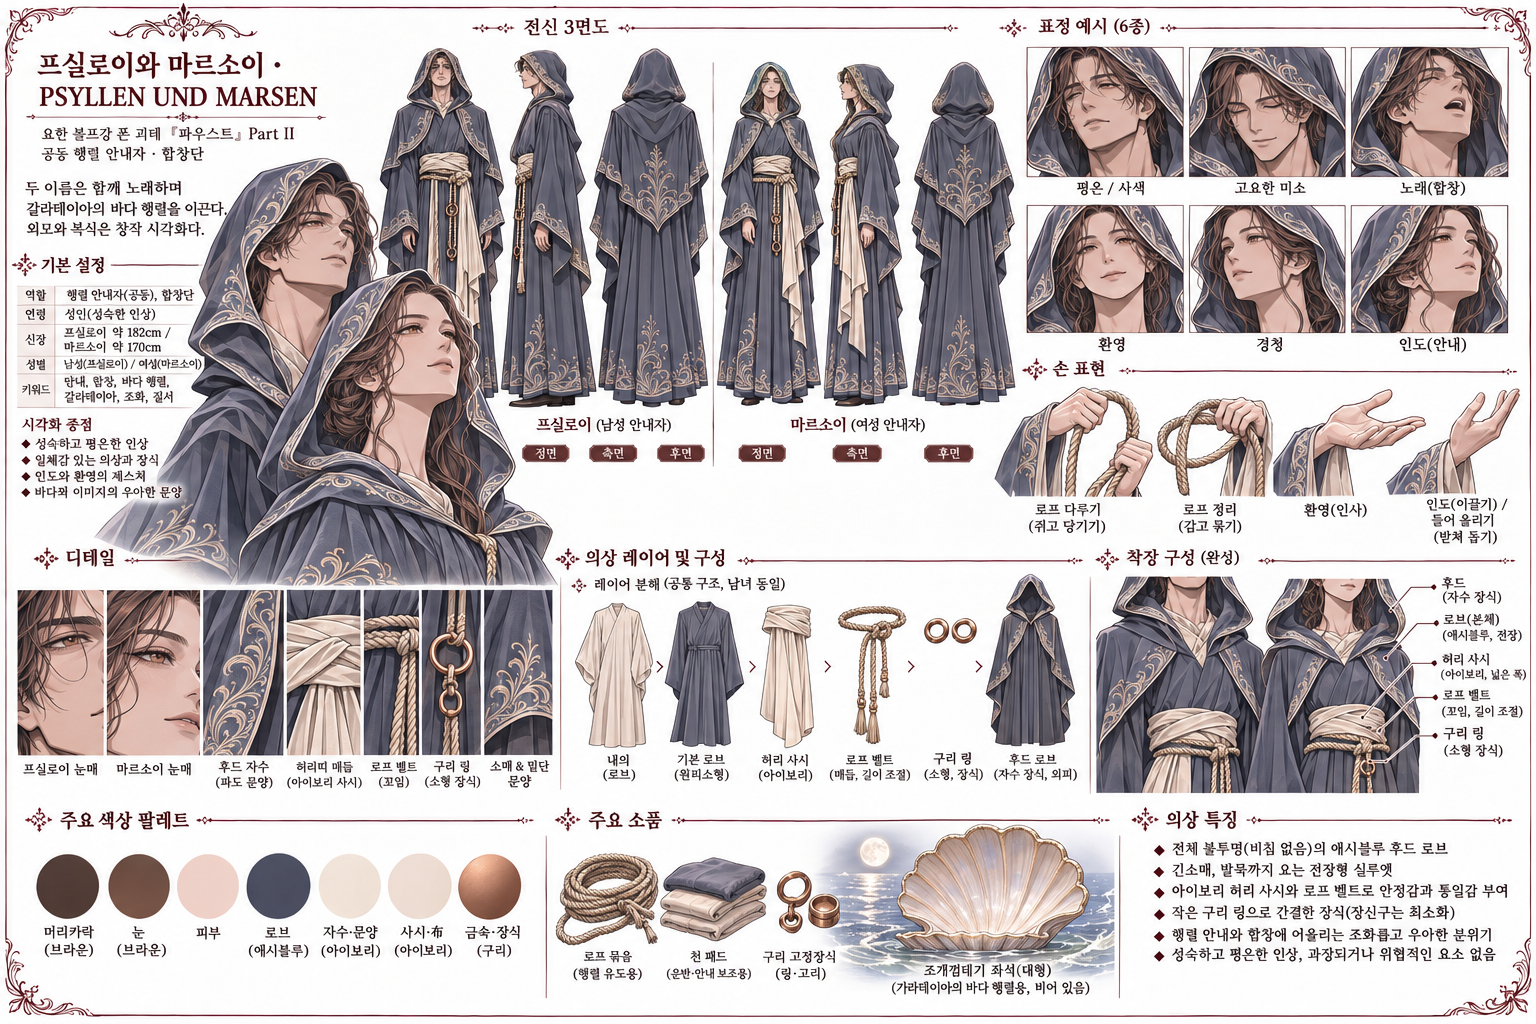 프실로이와 마르소이 ·
PSYLLEN UND MARSEN
요한 볼프강 폰 괴테 『파우스트』 Part II
공동 행렬 안내자 · 합창단
두 이름은 함께 노래하며
갈라테이아의 바다 행렬을 이끈다.
외모와 복식은 창작 시각화다.
기본 설정
역할 행렬 안내자(공동), 합창단
연령 성인(성숙한 인상)
신장 프실로이 약 182cm /
마르소이 약 170cm
성별 남성(프실로이) / 여성(마르소이)
키워드 안내, 합창, 바다 행렬,
갈라테이아, 조화, 질서
시각화 중점
◆ 성숙하고 평온한 인상
◆ 일체감 있는 의상과 장식
◆ 인도와 환영의 제스처
◆ 바다꽥 이미지의 우아한 문양
전신 3면도
프실로이 (남성 안내자)
정면 측면 후면
마르소이 (여성 안내자)
정면 측면 후면
표정 예시 (6종)
평온 / 사색
고요한 미소
노래(합창)
환영
경청
인도(안내)
손 표현
로프 다루기
(쥐고 당기기)
로프 정리
(감고 묶기)
환영(인사)
인도(이끌기) /
들어 올리기
(받쳐 돕기)
디테일
프실로이 눈매
마르소이 눈매
후드 자수
(파도 문양)
허리띠 매듭
(아이보리 사시)
로프 벨트
(꼬임)
구리 링
(소형 장식)
소매 & 밑단
문양
의상 레이어 및 구성
레이어 분해 (공통 구조, 남녀 동일)
내의
(로브)
기본 로브
(원피소형)
허리 사시
(아이보리)
로프 벨트
(매듭, 길이 조절)
구리 링
(소형, 장식)
후드 로브
(자수 장식, 외피)
착장 구성 (완성)
후드
(자수 장식)
로브(본체)
(애시블루, 전장)
허리 사시
(아이보리, 넓은 폭)
로프 벨트
(꼬임, 길이 조절)
구리 링
(소형 장식)
주요 색상 팔레트
머리카락
(브라운)
눈
(브라운)
피부
로브
(애시블루)
자수·문양
(아이보리)
사시·布
(아이보리)
금속·장식
(구리)
주요 소품
로프 묶음
(행렬 유도용)
천 패드
(운반·안내 보조용)
구리 고정장식
(링·고리)
조개껍데기 좌석(대형)
(가라테이아의 바다 행렬용, 비어 있음)
의상 특징
◆ 전체 불투명(비침 없음)의 애시블루 후드 로브
◆ 긴소매, 발목까지 요는 전장형 실루엣
◆ 아이보리 허리 사시와 로프 벨트로 안정감과 통일감 부여
◆ 작은 구리 링으로 간결한 장식(장신구는 최소화)
◆ 행렬 안내와 합창에 어울리는 조화롭고 우아한 분위기
◆ 성숙하고 평온한 인상, 과장되거나 위협적인 요소 없음